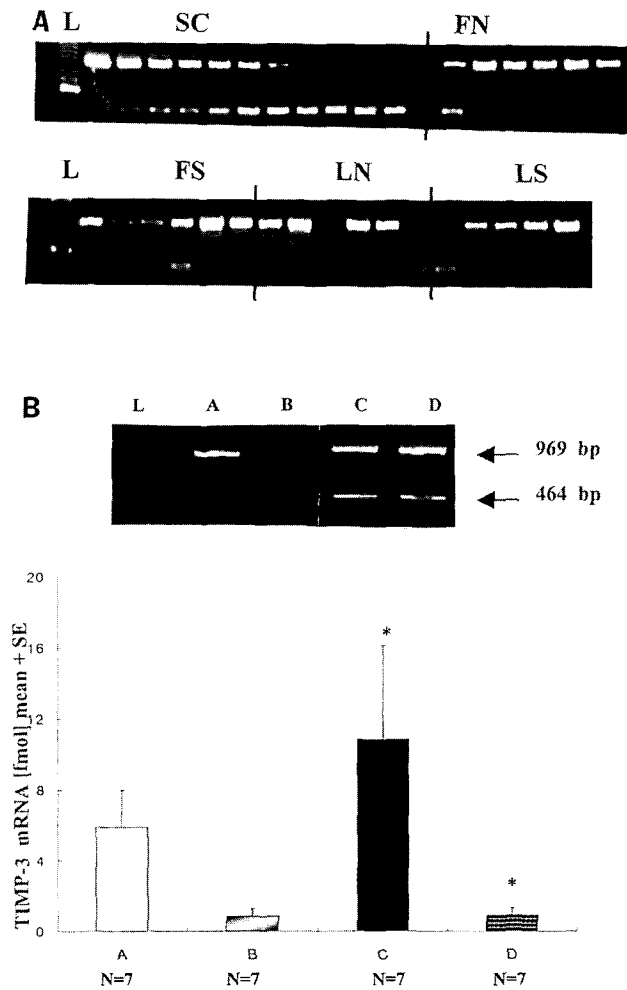 A L SC FN
L FS LN LS
B
L A B C D
969 bp
464 bp
TIMP-3 mRNA [fmol] mean + SE
20
16
12
8
4
0
*
*
A B C D
N=7 N=7 N=7 N=7